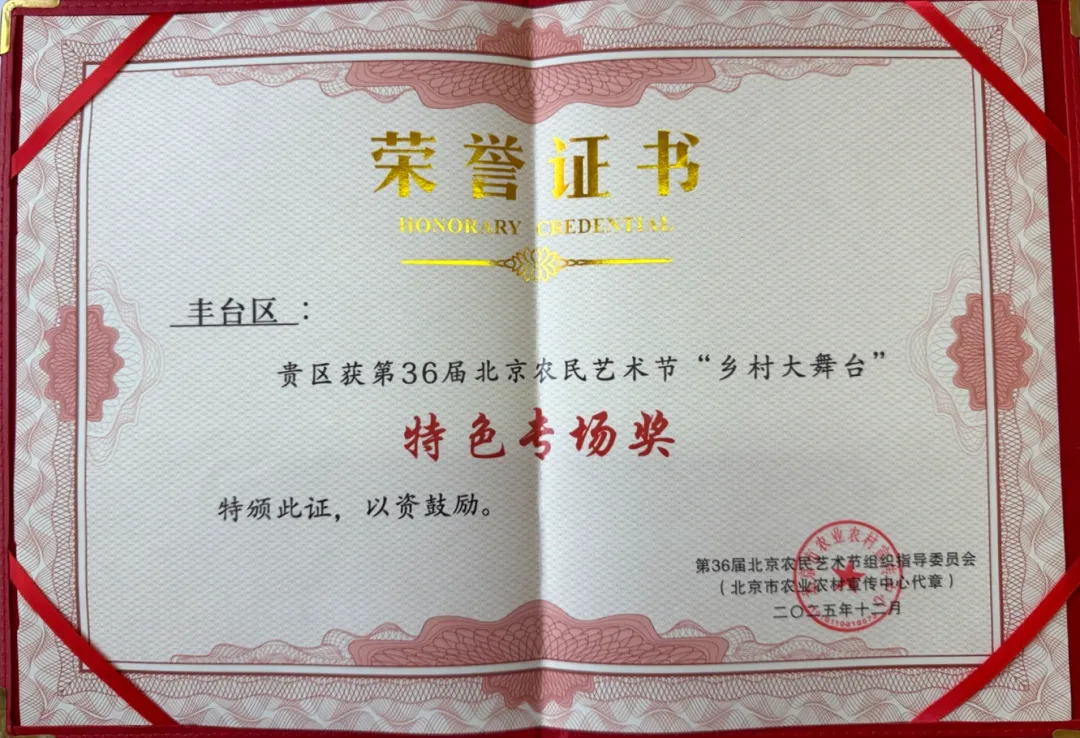 荣誉证书
HONORARY CREDENTIAL
丰台区：
贵区获第36届北京农民艺术节“乡村大舞台”
特色专场奖
特颁此证，以资鼓励。
第36届北京农民艺术节组织指导委员会
（北京市农业农村宣传中心代章）
二〇二五年十二月